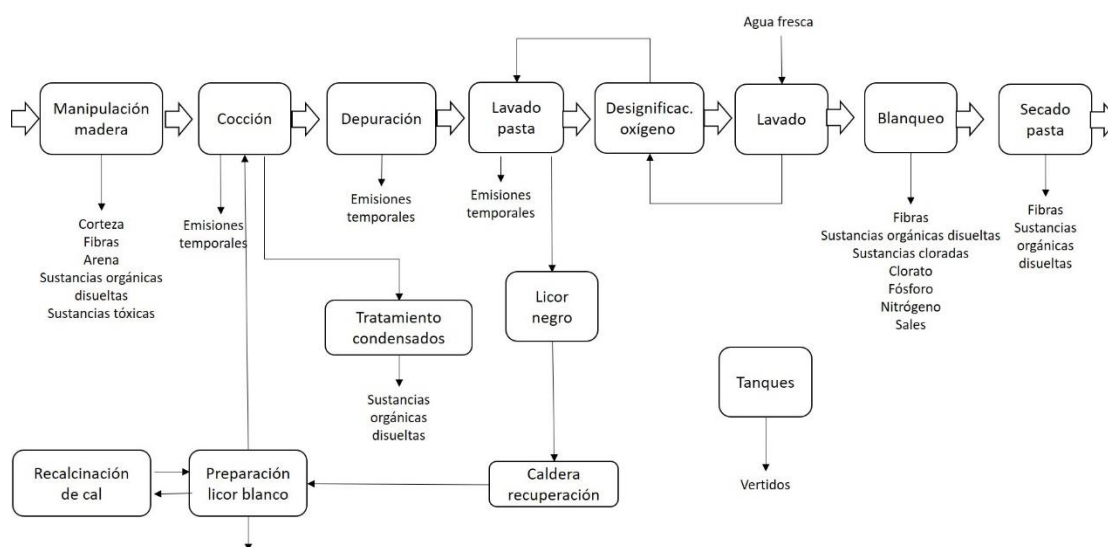 Agua fresca
Manipulación
madera
Cocción
Depuración
Lavado
pasta
Designificac.
oxígeno
Lavado
Blanqueo
Secado
pasta
Corteza
Fibras
Arena
Sustancias orgánicas
disueltas
Sustancias tóxicas
Emisiones
temporales
Emisiones
temporales
Emisiones
temporales
Fibras
Sustancias orgánicas disueltas
Sustancias cloradas
Clorato
Fósforo
Nitrógeno
Sales
Fibras
Sustancias
orgánicas
disueltas
Tratamiento
condensados
Licor
negro
Sustancias
orgánicas
disueltas
Tanques
Vertidos
Recalcinación
de cal
Preparación
licor blanco
Caldera
recuperación